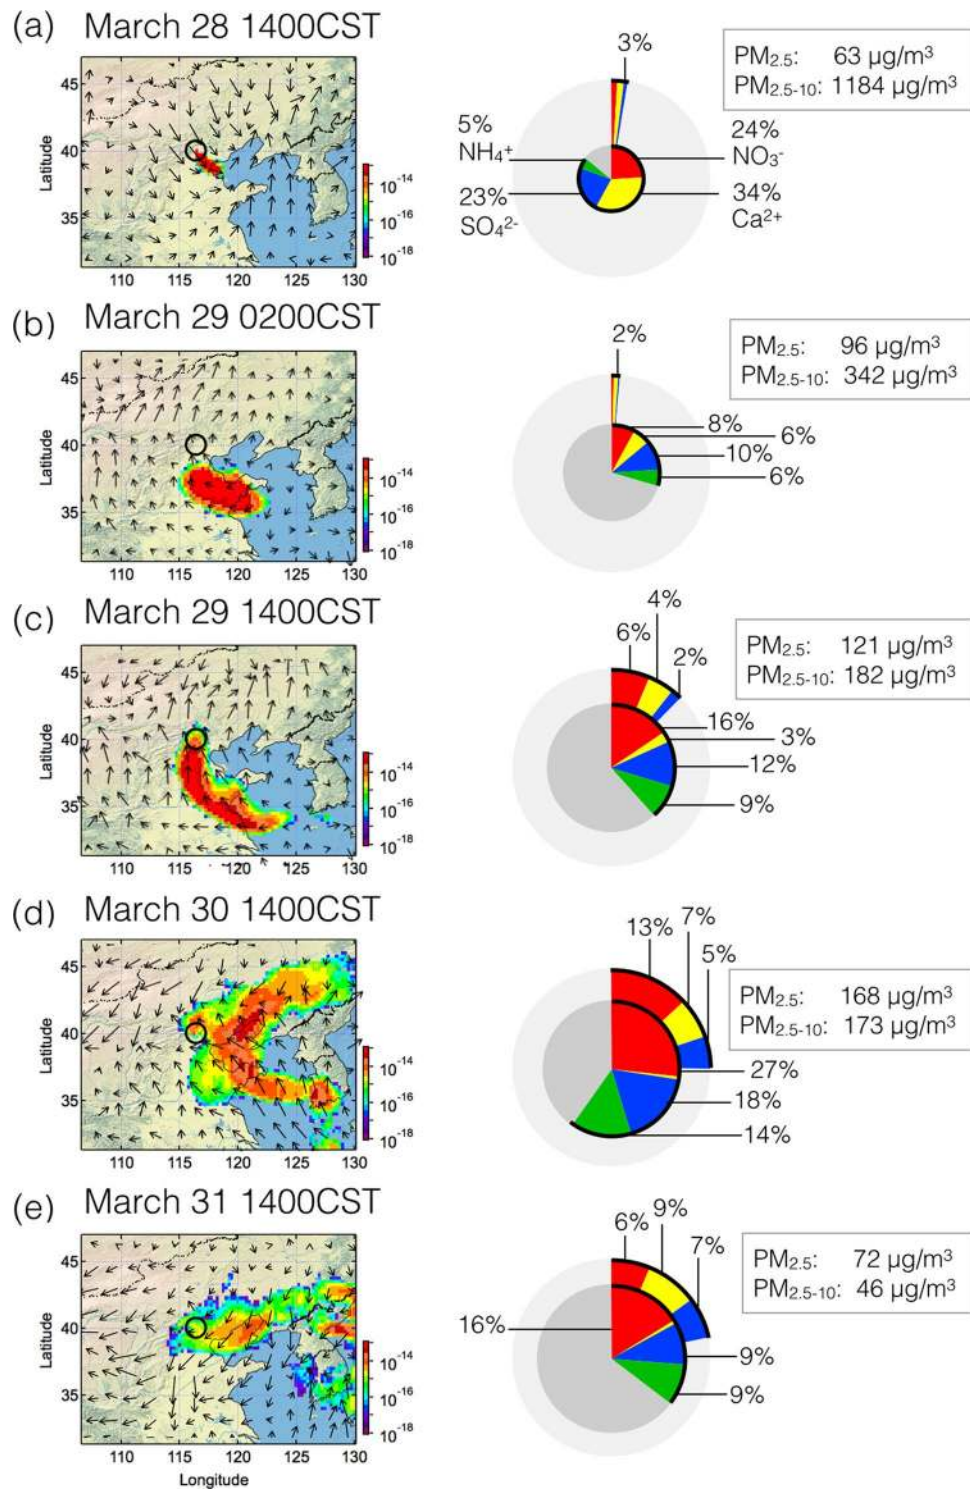 (a) March 28 1400CST
45
40
35
Latitude
110 115 120 125 130
10-14
10-16
10-18
3%
5%
NH4+
23%
SO42-
24%
NO3-
34%
Ca2+
PM2.5: 63 µg/m3
PM2.5-10: 1184 µg/m3
(b) March 29 0200CST
45
40
35
Latitude
110 115 120 125 130
10-14
10-16
10-18
2%
8%
6%
10%
6%
PM2.5: 96 µg/m3
PM2.5-10: 342 µg/m3
(c) March 29 1400CST
45
40
35
Latitude
110 115 120 125 130
10-14
10-16
10-18
6%
4%
2%
16%
3%
12%
9%
PM2.5: 121 µg/m3
PM2.5-10: 182 µg/m3
(d) March 30 1400CST
45
40
35
Latitude
110 115 120 125 130
10-14
10-16
10-18
13%
7%
5%
27%
18%
14%
PM2.5: 168 µg/m3
PM2.5-10: 173 µg/m3
(e) March 31 1400CST
45
40
35
Latitude
110 115 120 125 130
Longitude
10-14
10-16
10-18
6%
9%
7%
16%
9%
9%
PM2.5: 72 µg/m3
PM2.5-10: 46 µg/m3